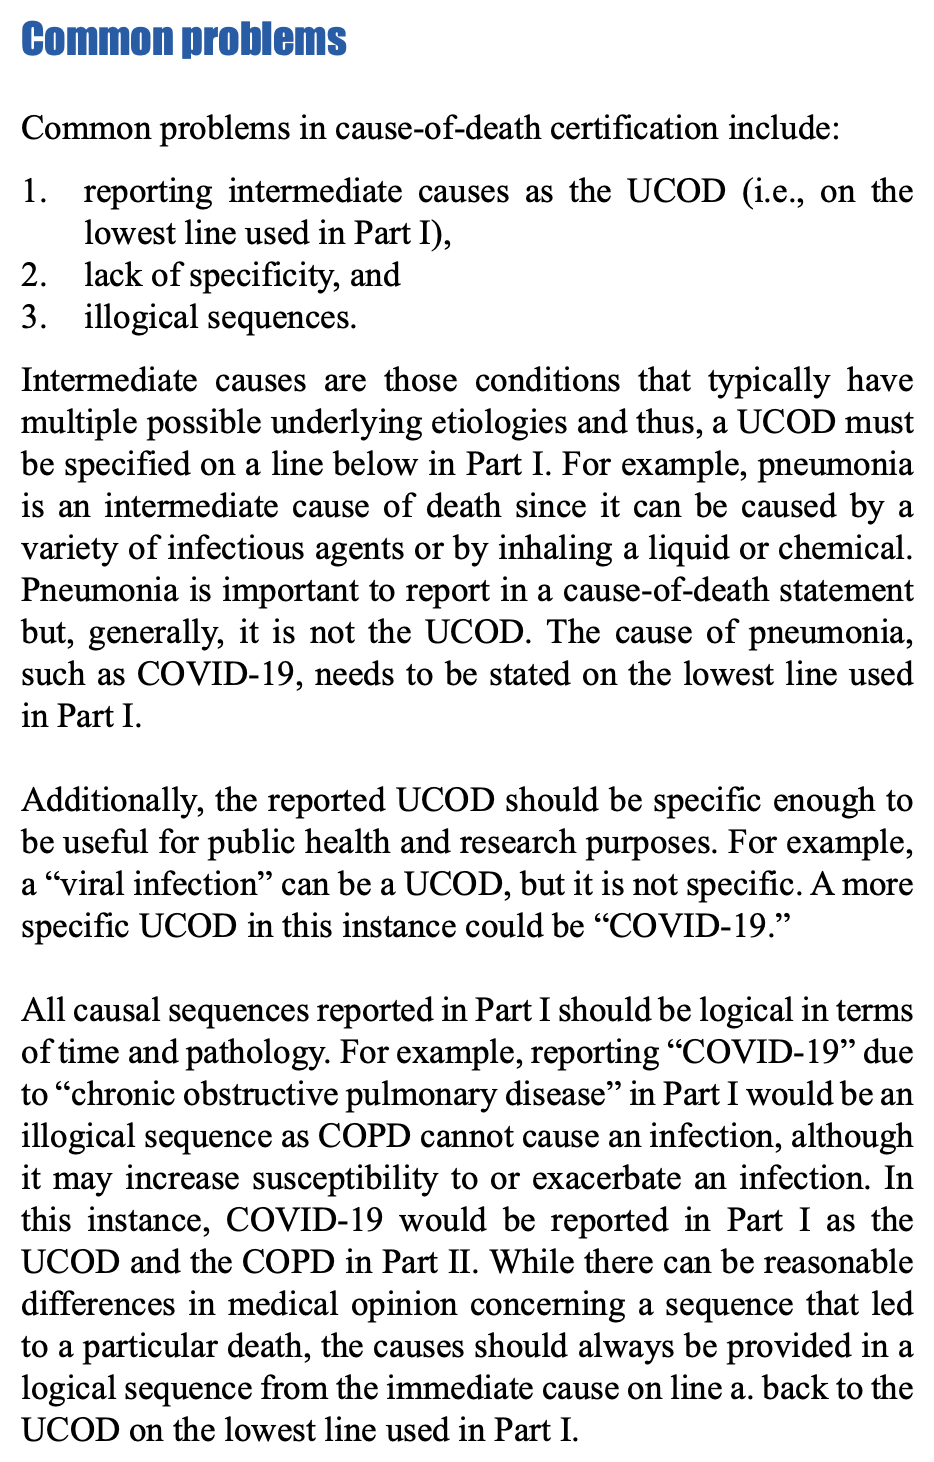 Common problems
Common problems in cause-of-death certification include:
1. reporting intermediate causes as the UCOD (i.e., on the
lowest line used in Part I),
2. lack of specificity, and
3. illogical sequences.
Intermediate causes are those conditions that typically have
multiple possible underlying etiologies and thus, a UCOD must
be specified on a line below in Part I. For example, pneumonia
is an intermediate cause of death since it can be caused by a
variety of infectious agents or by inhaling a liquid or chemical.
Pneumonia is important to report in a cause-of-death statement
but, generally, it is not the UCOD. The cause of pneumonia,
such as COVID-19, needs to be stated on the lowest line used
in Part I.
Additionally, the reported UCOD should be specific enough to
be useful for public health and research purposes. For example,
a “viral infection” can be a UCOD, but it is not specific. A more
specific UCOD in this instance could be “COVID-19.”
All causal sequences reported in Part I should be logical in terms
of time and pathology. For example, reporting “COVID-19” due
to “chronic obstructive pulmonary disease” in Part I would be an
illogical sequence as COPD cannot cause an infection, although
it may increase susceptibility to or exacerbate an infection. In
this instance, COVID-19 would be reported in Part I as the
UCOD and the COPD in Part II. While there can be reasonable
differences in medical opinion concerning a sequence that led
to a particular death, the causes should always be provided in a
logical sequence from the immediate cause on line a. back to the
UCOD on the lowest line used in Part I.